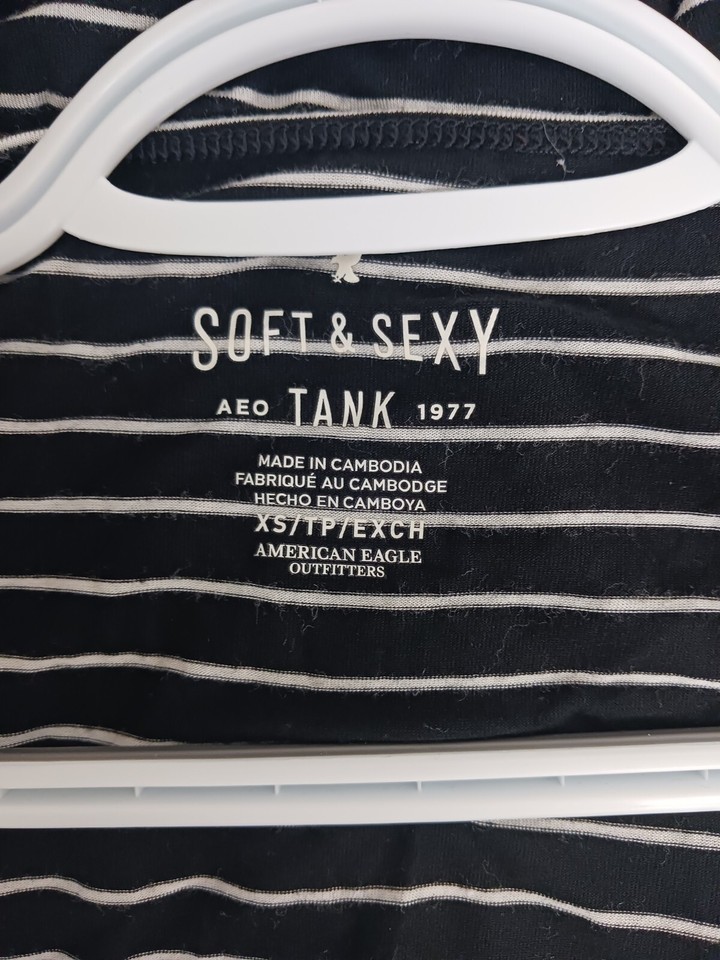 SOFT & SEXY
AEO TANK 1977
MADE IN CAMBODIA
FABRIQUÉ AU CAMBODGE
HECHO EN CAMBOYA
XS/TP/EXCH
AMERICAN EAGLE
OUTFITTERS